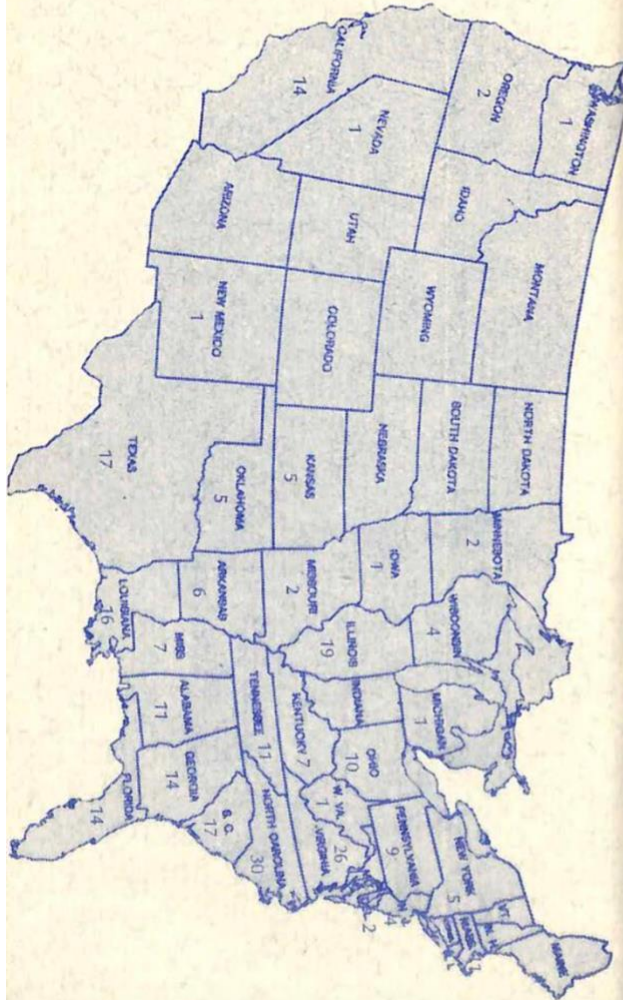 WASHINGTON
1
OREGON
2
CALIFORNIA
14
NEVADA
1
IDAHO
MONTANA
WYOMING
UTAH
ARIZONA
COLORADO
NEW MEXICO
1
NORTH DAKOTA
SOUTH DAKOTA
NEBRASKA
KANSAS
5
OKLAHOMA
5
TEXAS
17
MINNESOTA
2
IOWA
1
MISSOURI
2
ARKANSAS
6
LOUISIANA
16
WISCONSIN
4
ILLINOIS
19
MICHIGAN
1
INDIANA
OHIO
10
KENTUCKY 7
TENNESSEE 11
MISS
7
ALABAMA
11
GEORGIA
14
FLORIDA
14
S. C.
17
NORTH CAROLINA
30
VIRGINIA
26
W. VA.
1
PENNSYLVANIA
9
NEW YORK
5
VT.
N. H.
MASS
MAINE
4
2